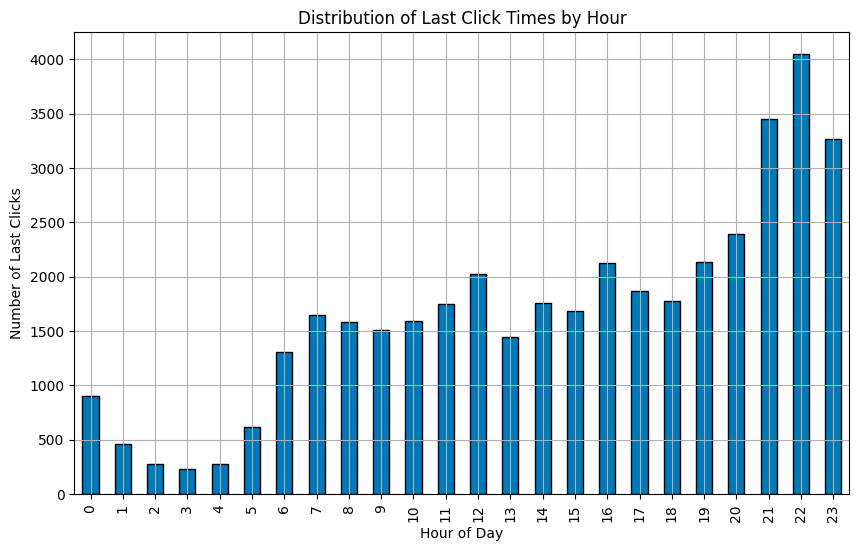 Distribution of Last Click Times by Hour
4000
3500
3000
2500
2000
1500
1000
500
0
Number of Last Clicks
0 1 2 3 4 5 6 7 8 9 10 11 12 13 14 15 16 17 18 19 20 21 22 23
Hour of Day